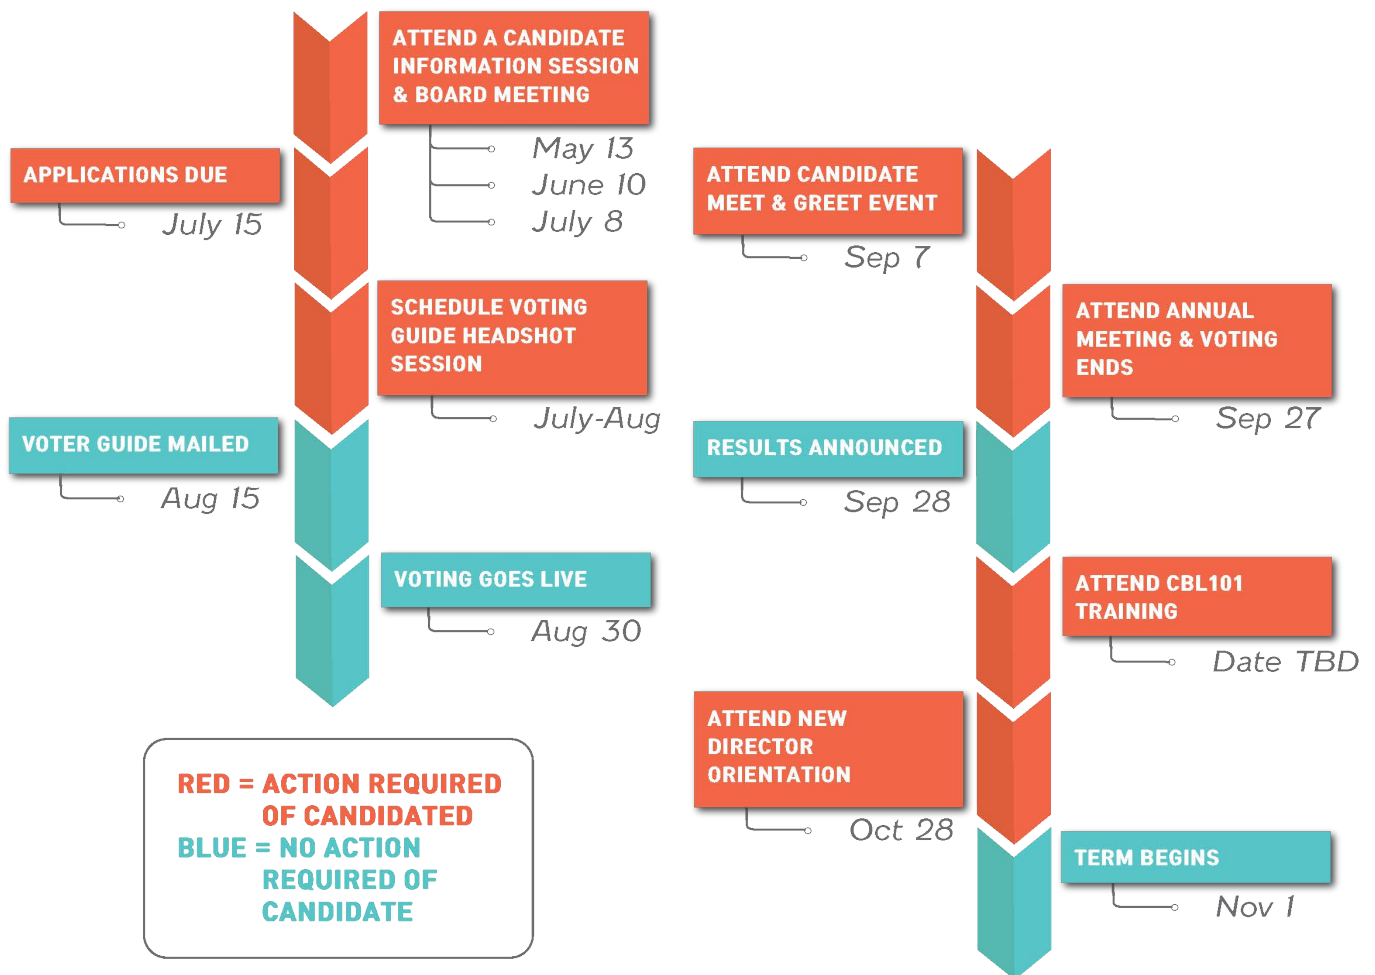 ATTEND A CANDIDATE
INFORMATION SESSION
& BOARD MEETING
May 13
June 10
July 8
APPLICATIONS DUE
July 15
SCHEDULE VOTING
GUIDE HEADSHOT
SESSION
July-Aug
VOTER GUIDE MAILED
Aug 15
VOTING GOES LIVE
Aug 30
RED = ACTION REQUIRED
OF CANDIDATED
BLUE = NO ACTION
REQUIRED OF
CANDIDATE
ATTEND CANDIDATE
MEET & GREET EVENT
Sep 7
ATTEND ANNUAL
MEETING & VOTING
ENDS
Sep 27
RESULTS ANNOUNCED
Sep 28
ATTEND CBL101
TRAINING
Date TBD
ATTEND NEW
DIRECTOR
ORIENTATION
Oct 28
TERM BEGINS
Nov 1